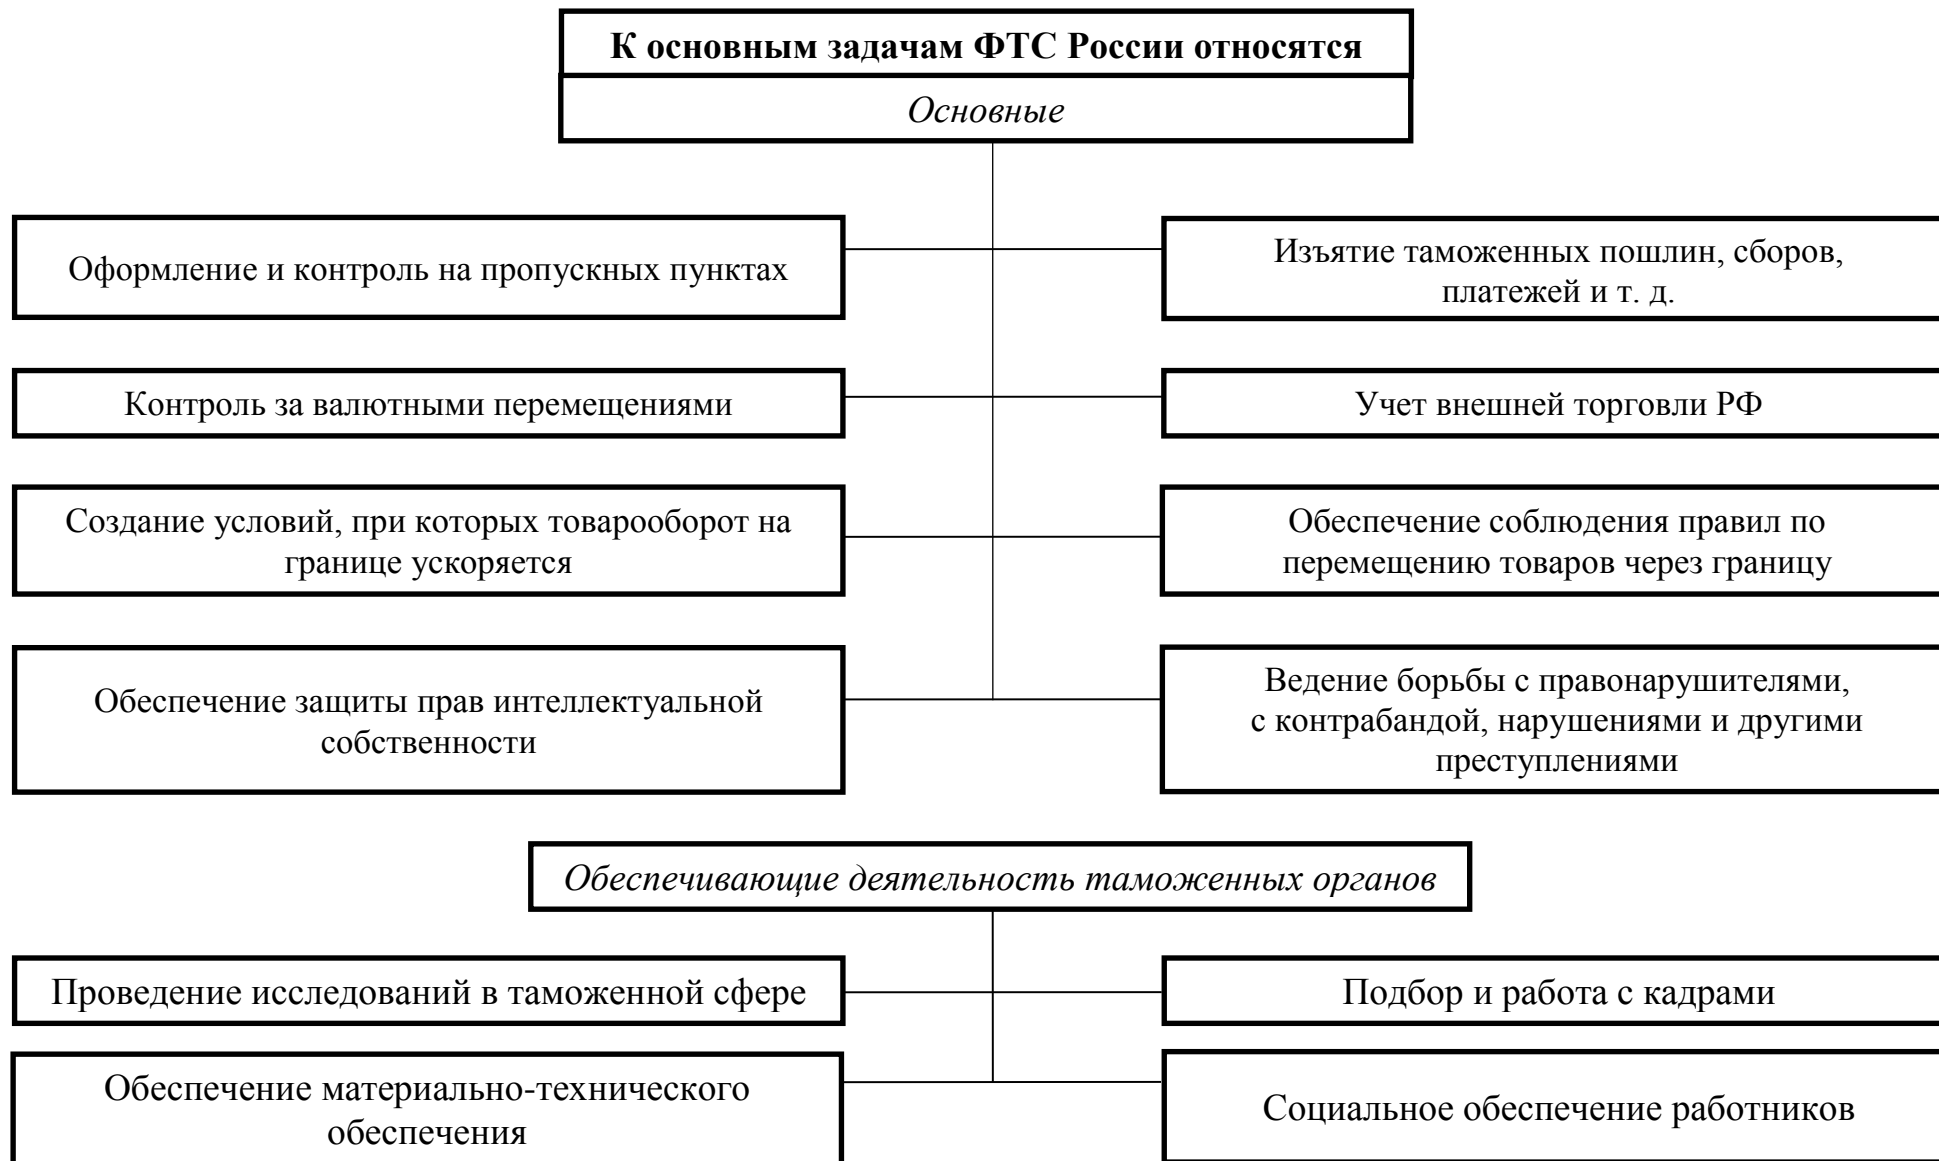 К основным задачам ФТС России относятся
Основные
Оформление и контроль на пропускных пунктах
Изъятие таможенных пошлин, сборов,
платежей и т. д.
Контроль за валютными перемещениями
Учет внешней торговли РФ
Создание условий, при которых товарооборот на
границе ускоряется
Обеспечение соблюдения правил по
перемещению товаров через границу
Обеспечение защиты прав интеллектуальной
собственности
Ведение борьбы с правонарушителями,
с контрабандой, нарушениями и другими
преступлениями
Обеспечивающие деятельность таможенных органов
Проведение исследований в таможенной сфере
Подбор и работа с кадрами
Обеспечение материально-технического
обеспечения
Социальное обеспечение работников